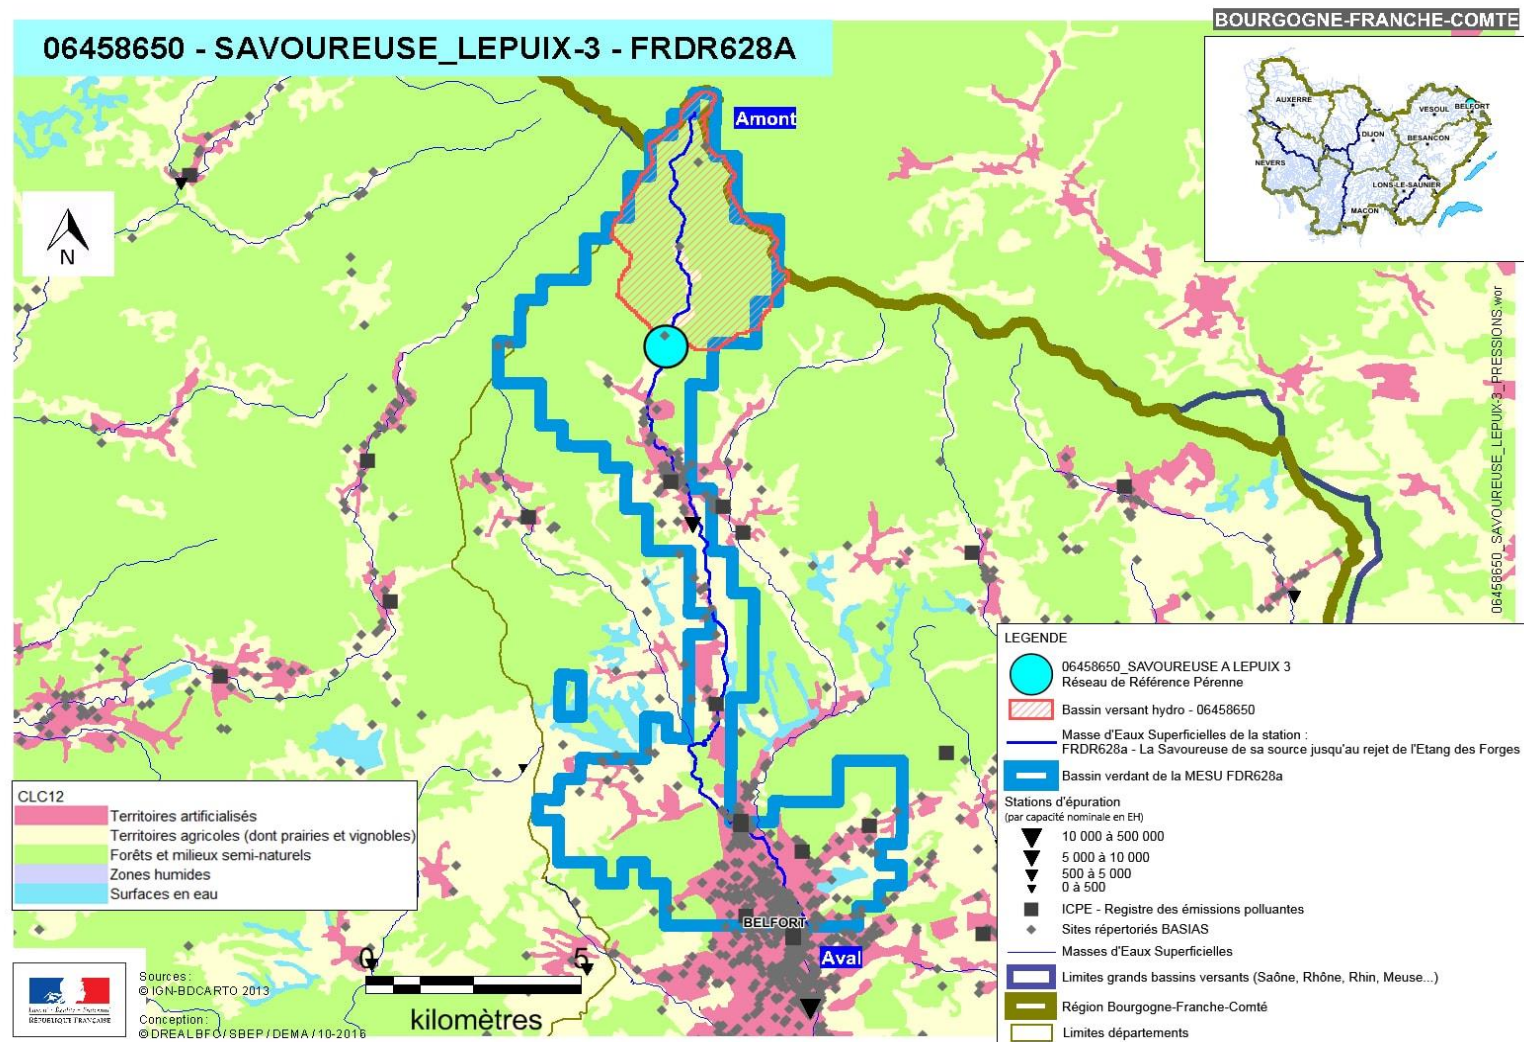 BOURGOGNE-FRANCHE-COMTE
06458650 - SAVOUREUSE_LEPUIX-3 - FRDR628A
Amont
AUXERRE
VESOUL
BELFORT
DIJON
BESANCON
NEVERS
LONS-LE-SAUNIER
MACON
N
06458650_SAVOUREUSE_LEPUIX-3_PRESSIONS.wor
LEGENDE
06458650_SAVOUREUSE A LEPUIX 3
Réseau de Référence Pérenne
Bassin versant hydro - 06458650
Masse d'Eaux Superficielles de la station :
FRDR628a - La Savoureuse de sa source jusqu'au rejet de l'Etang des Forges
Bassin verdant de la MESU FDR628a
Stations d'épuration
(par capacité nominale en EH)
10 000 à 500 000
5 000 à 10 000
500 à 5 000
0 à 500
ICPE - Registre des émissions polluantes
Sites répertoriés BASIAS
Masses d'Eaux Superficielles
Limites grands bassins versants (Saône, Rhône, Rhin, Meuse...)
Région Bourgogne-Franche-Comté
Limites départements
CLC12
Territoires artificialisés
Territoires agricoles (dont prairies et vignobles)
Forêts et milieux semi-naturels
Zones humides
Surfaces en eau
BELFORT
Aval
0
5
kilomètres
Liberté • Égalité • Fraternité
RÉPUBLIQUE FRANÇAISE
Sources :
© IGN-BDCARTO 2013
Conception :
© DREAL BFC / SBEP / DEMA / 10-2016